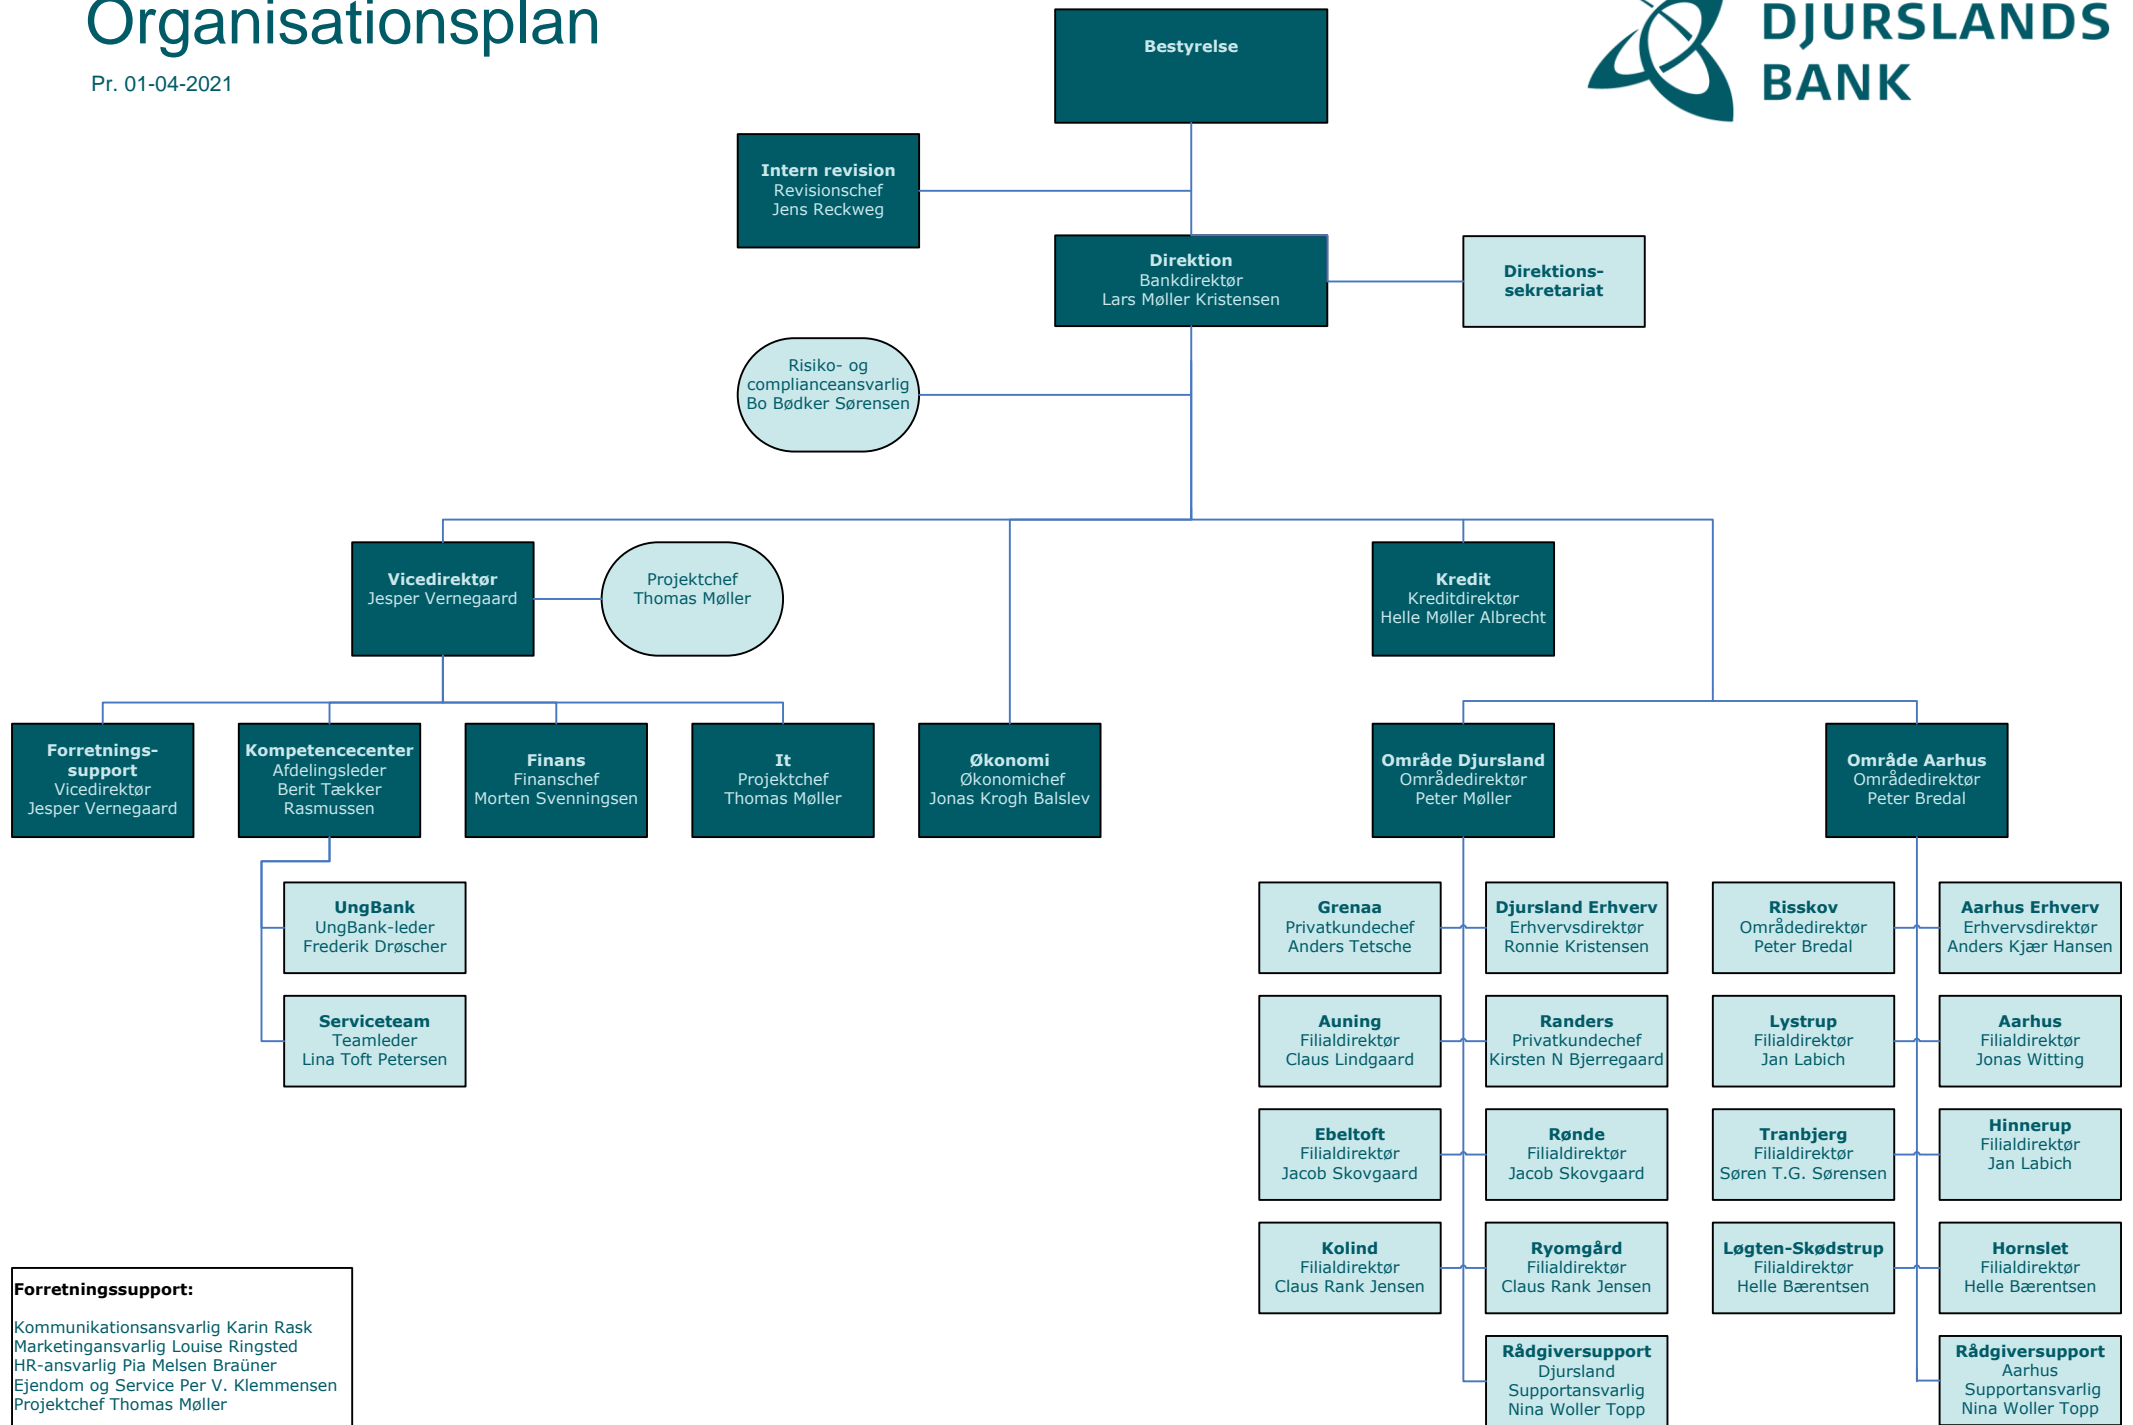 Organisationsplan
Pr. 01-04-2021
DJURSLANDS
BANK
Bestyrelse
Intern revision
Revisionschef
Jens Reckweg
Direktion
Bankdirektør
Lars Møller Kristensen
Direktions-
sekretariat
Risiko- og
complianceansvarlig
Bo Bødker Sørensen
Vicedirektør
Jesper Vernegaard
Projektchef
Thomas Møller
Kredit
Kreditdirektør
Helle Møller Albrecht
Forretnings-
support
Vicedirektør
Jesper Vernegaard
Kompetencecenter
Afdelingsleder
Berit Tækker
Rasmussen
Finans
Finanschef
Morten Svenningsen
It
Projektchef
Thomas Møller
Økonomi
Økonomichef
Jonas Krogh Balslev
Område Djursland
Områdedirektør
Peter Møller
Område Aarhus
Områdedirektør
Peter Bredal
UngBank
UngBank-leder
Frederik Drøscher
Serviceteam
Teamleder
Lina Toft Petersen
Grenaa
Privatkundechef
Anders Tetsche
Djursland Erhverv
Erhvervsdirektør
Ronnie Kristensen
Risskov
Områdedirektør
Peter Bredal
Aarhus Erhverv
Erhvervsdirektør
Anders Kjær Hansen
Auning
Filialdirektør
Claus Lindgaard
Randers
Privatkundechef
Kirsten N Bjerregaard
Lystrup
Filialdirektør
Jan Labich
Aarhus
Filialdirektør
Jonas Witting
Ebeltoft
Filialdirektør
Jacob Skovgaard
Rønde
Filialdirektør
Jacob Skovgaard
Tranbjerg
Filialdirektør
Søren T.G. Sørensen
Hinnerup
Filialdirektør
Jan Labich
Kolind
Filialdirektør
Claus Rank Jensen
Ryomgård
Filialdirektør
Claus Rank Jensen
Løgten-Skødstrup
Filialdirektør
Helle Bærentsen
Hornslet
Filialdirektør
Helle Bærentsen
Rådgiversupport
Djursland
Supportansvarlig
Nina Woller Topp
Rådgiversupport
Aarhus
Supportansvarlig
Nina Woller Topp
Forretningssupport:
Kommunikationsansvarlig Karin Rask
Marketingansvarlig Louise Ringsted
HR-ansvarlig Pia Melsen Braüner
Ejendom og Service Per V. Klemmensen
Projektchef Thomas Møller